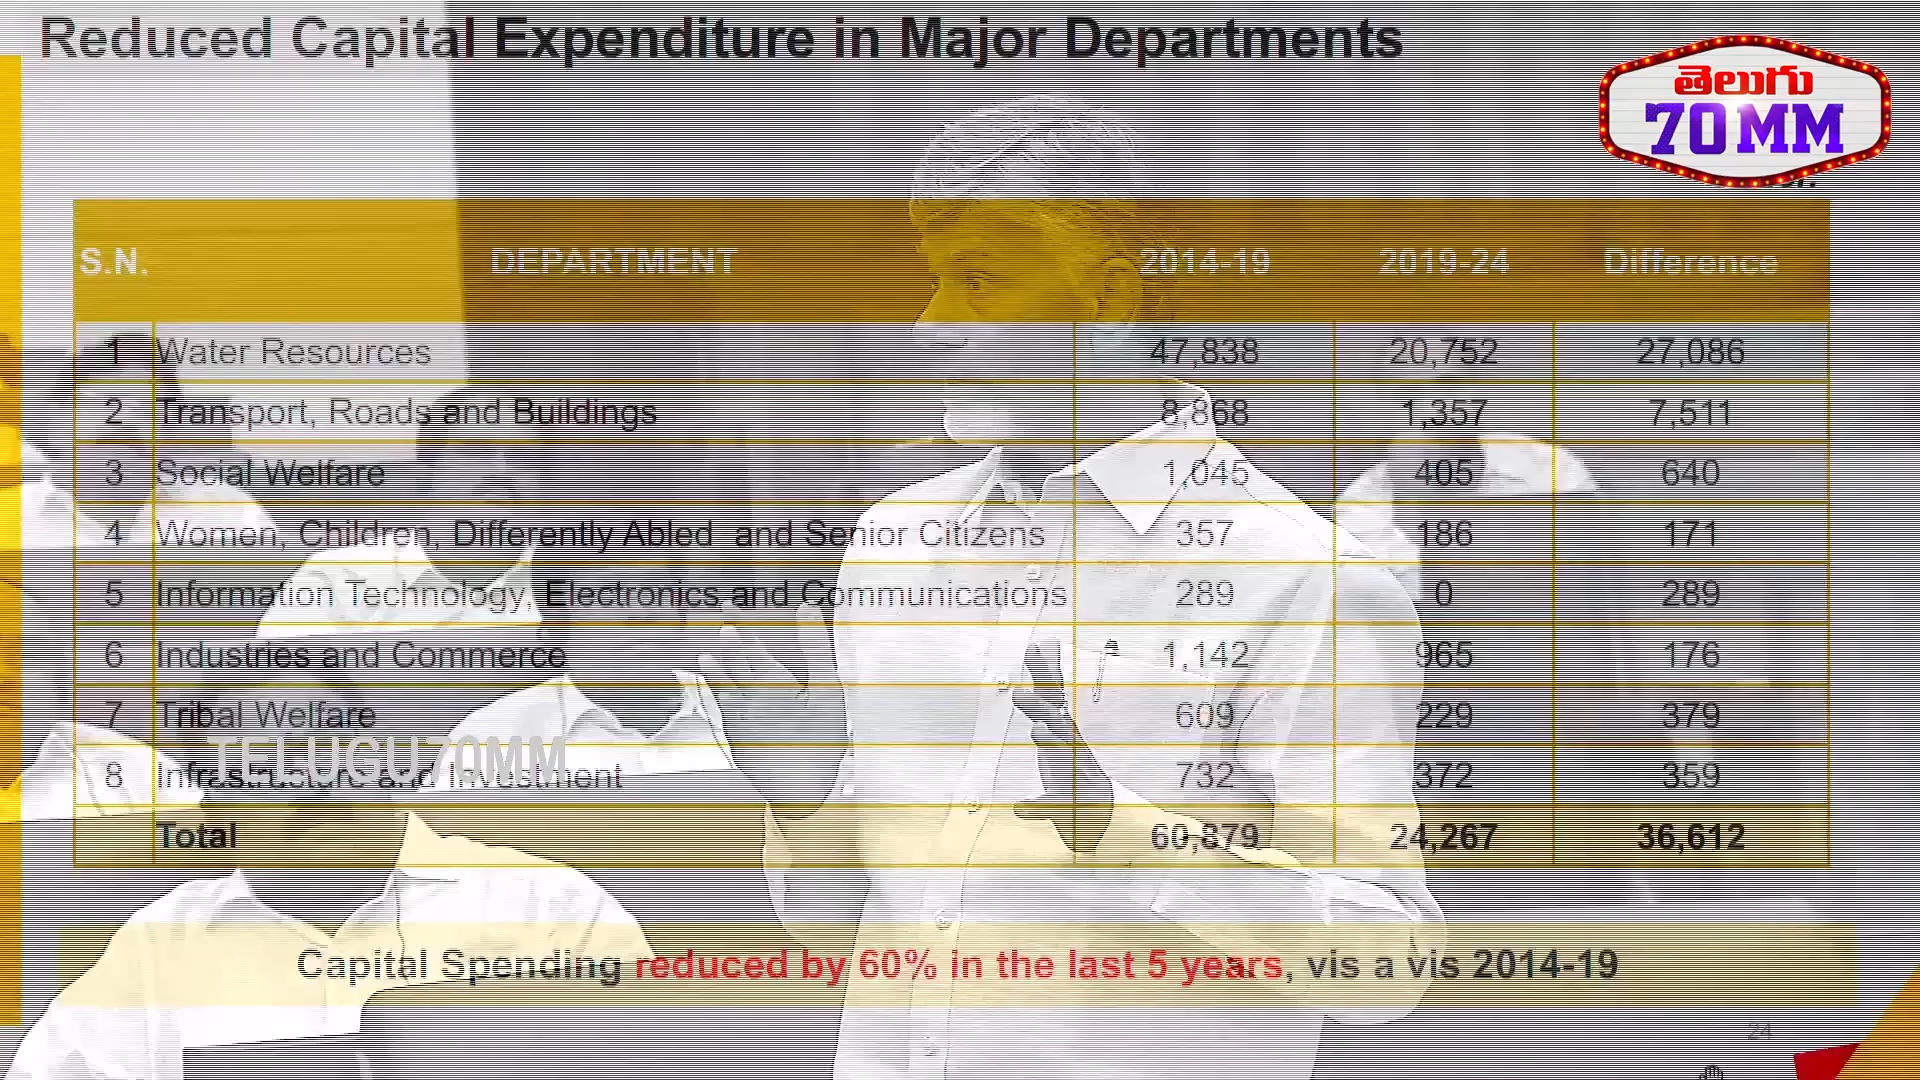 Reduced Capital Expenditure in Major Departments
తెలుగు
70MM
S.N. DEPARTMENT 2014-19 2019-24 Difference
1 Water Resources 47,838 20,752 27,086
2 Transport, Roads and Buildings 8,868 1,357 7,511
3 Social Welfare 1,045 405 640
4 Women, Children, Differently Abled and Senior Citizens 357 186 171
5 Information Technology, Electronics and Communications 289 0 289
6 Industries and Commerce 1,142 965 176
7 Tribal Welfare 609 229 379
TELUGU70MM
8 Infrastructure and Investment 732 372 359
Total 60,879 24,267 36,612
Capital Spending reduced by 60% in the last 5 years, vis a vis 2014-19
24